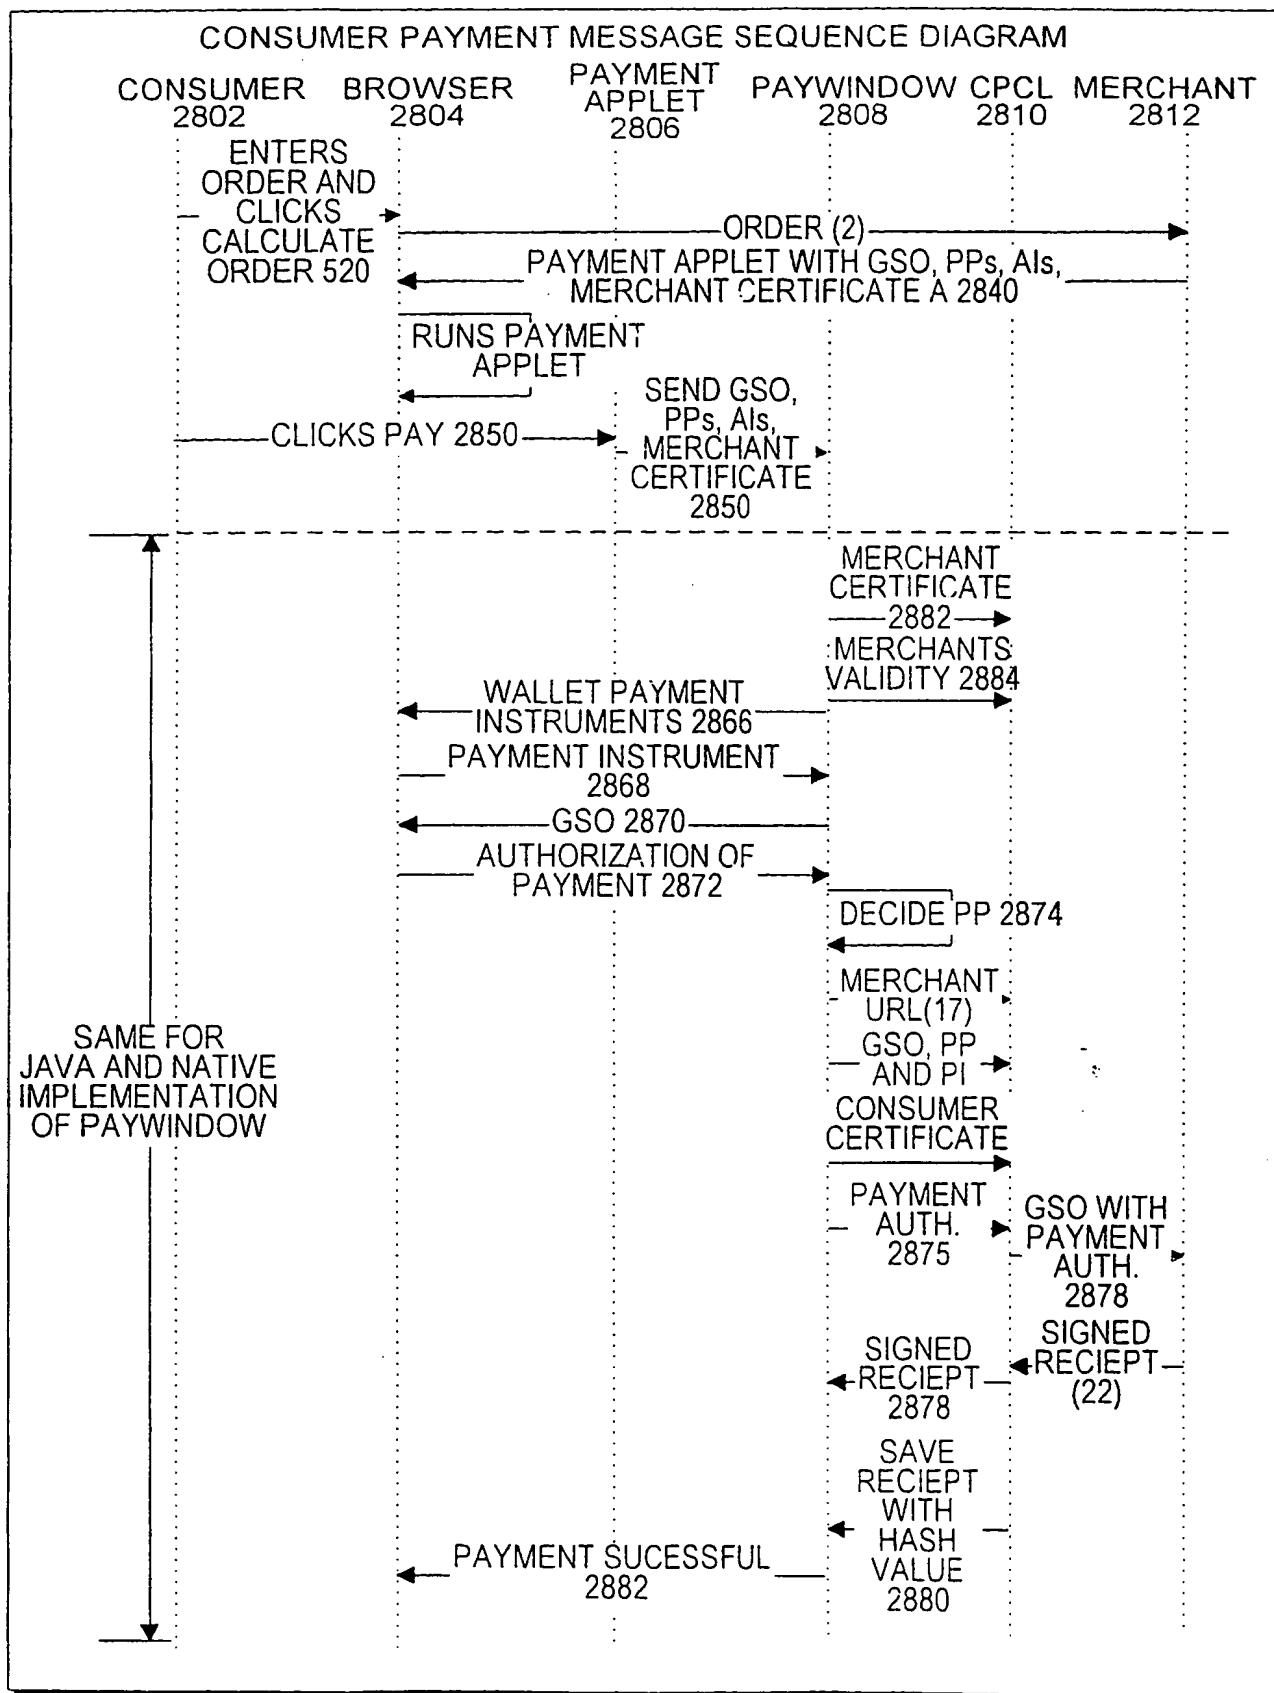 CONSUMER PAYMENT MESSAGE SEQUENCE DIAGRAM
CONSUMER
2802
BROWSER
2804
PAYMENT
APPLET
2806
PAYWINDOW
2808
CPCL
2810
MERCHANT
2812
ENTERS
ORDER AND
CLICKS
CALCULATE
ORDER 520
ORDER (2)
PAYMENT APPLET WITH GSO, PPs, AIs,
MERCHANT CERTIFICATE A 2840
RUNS PAYMENT
APPLET
CLICKS PAY 2850
SEND GSO,
PPs, AIs,
MERCHANT
CERTIFICATE
2850
MERCHANT
CERTIFICATE
2882
MERCHANTS
VALIDITY 2884
WALLET PAYMENT
INSTRUMENTS 2866
PAYMENT INSTRUMENT
2868
GSO 2870
AUTHORIZATION OF
PAYMENT 2872
DECIDE PP 2874
MERCHANT
URL(17)
GSO, PP
AND PI
SAME FOR
JAVA AND NATIVE
IMPLEMENTATION
OF PAYWINDOW
CONSUMER
CERTIFICATE
PAYMENT
AUTH.
2875
GSO WITH
PAYMENT
AUTH.
2878
SIGNED
RECIEPT
(22)
SIGNED
RECIEPT
2878
SAVE
RECIEPT
WITH
HASH
VALUE
2880
PAYMENT SUCESSFUL
2882